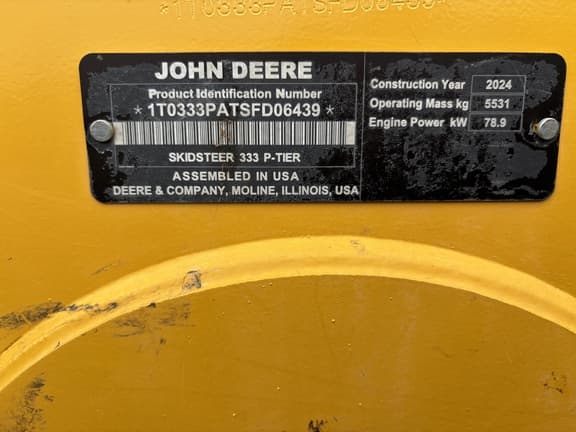 *1T0333PATSFD06439*
JOHN DEERE
Product Identification Number
*1T0333PATSFD06439*
SKIDSTEER 333 P-TIER
ASSEMBLED IN USA
DEERE & COMPANY, MOLINE, ILLINOIS, USA
Construction Year 2024
Operating Mass kg 5531
Engine Power kW 78.9